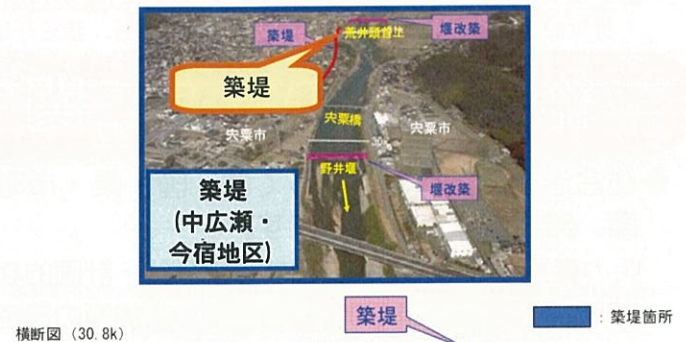 築堤
荒井頭首工
堰改築
築堤
宍粟橋
宍粟市
宍粟市
野井堰
堰改築
築堤
(中広瀬・
今宿地区)
築堤
：築堤箇所
横断図 (30.8k)